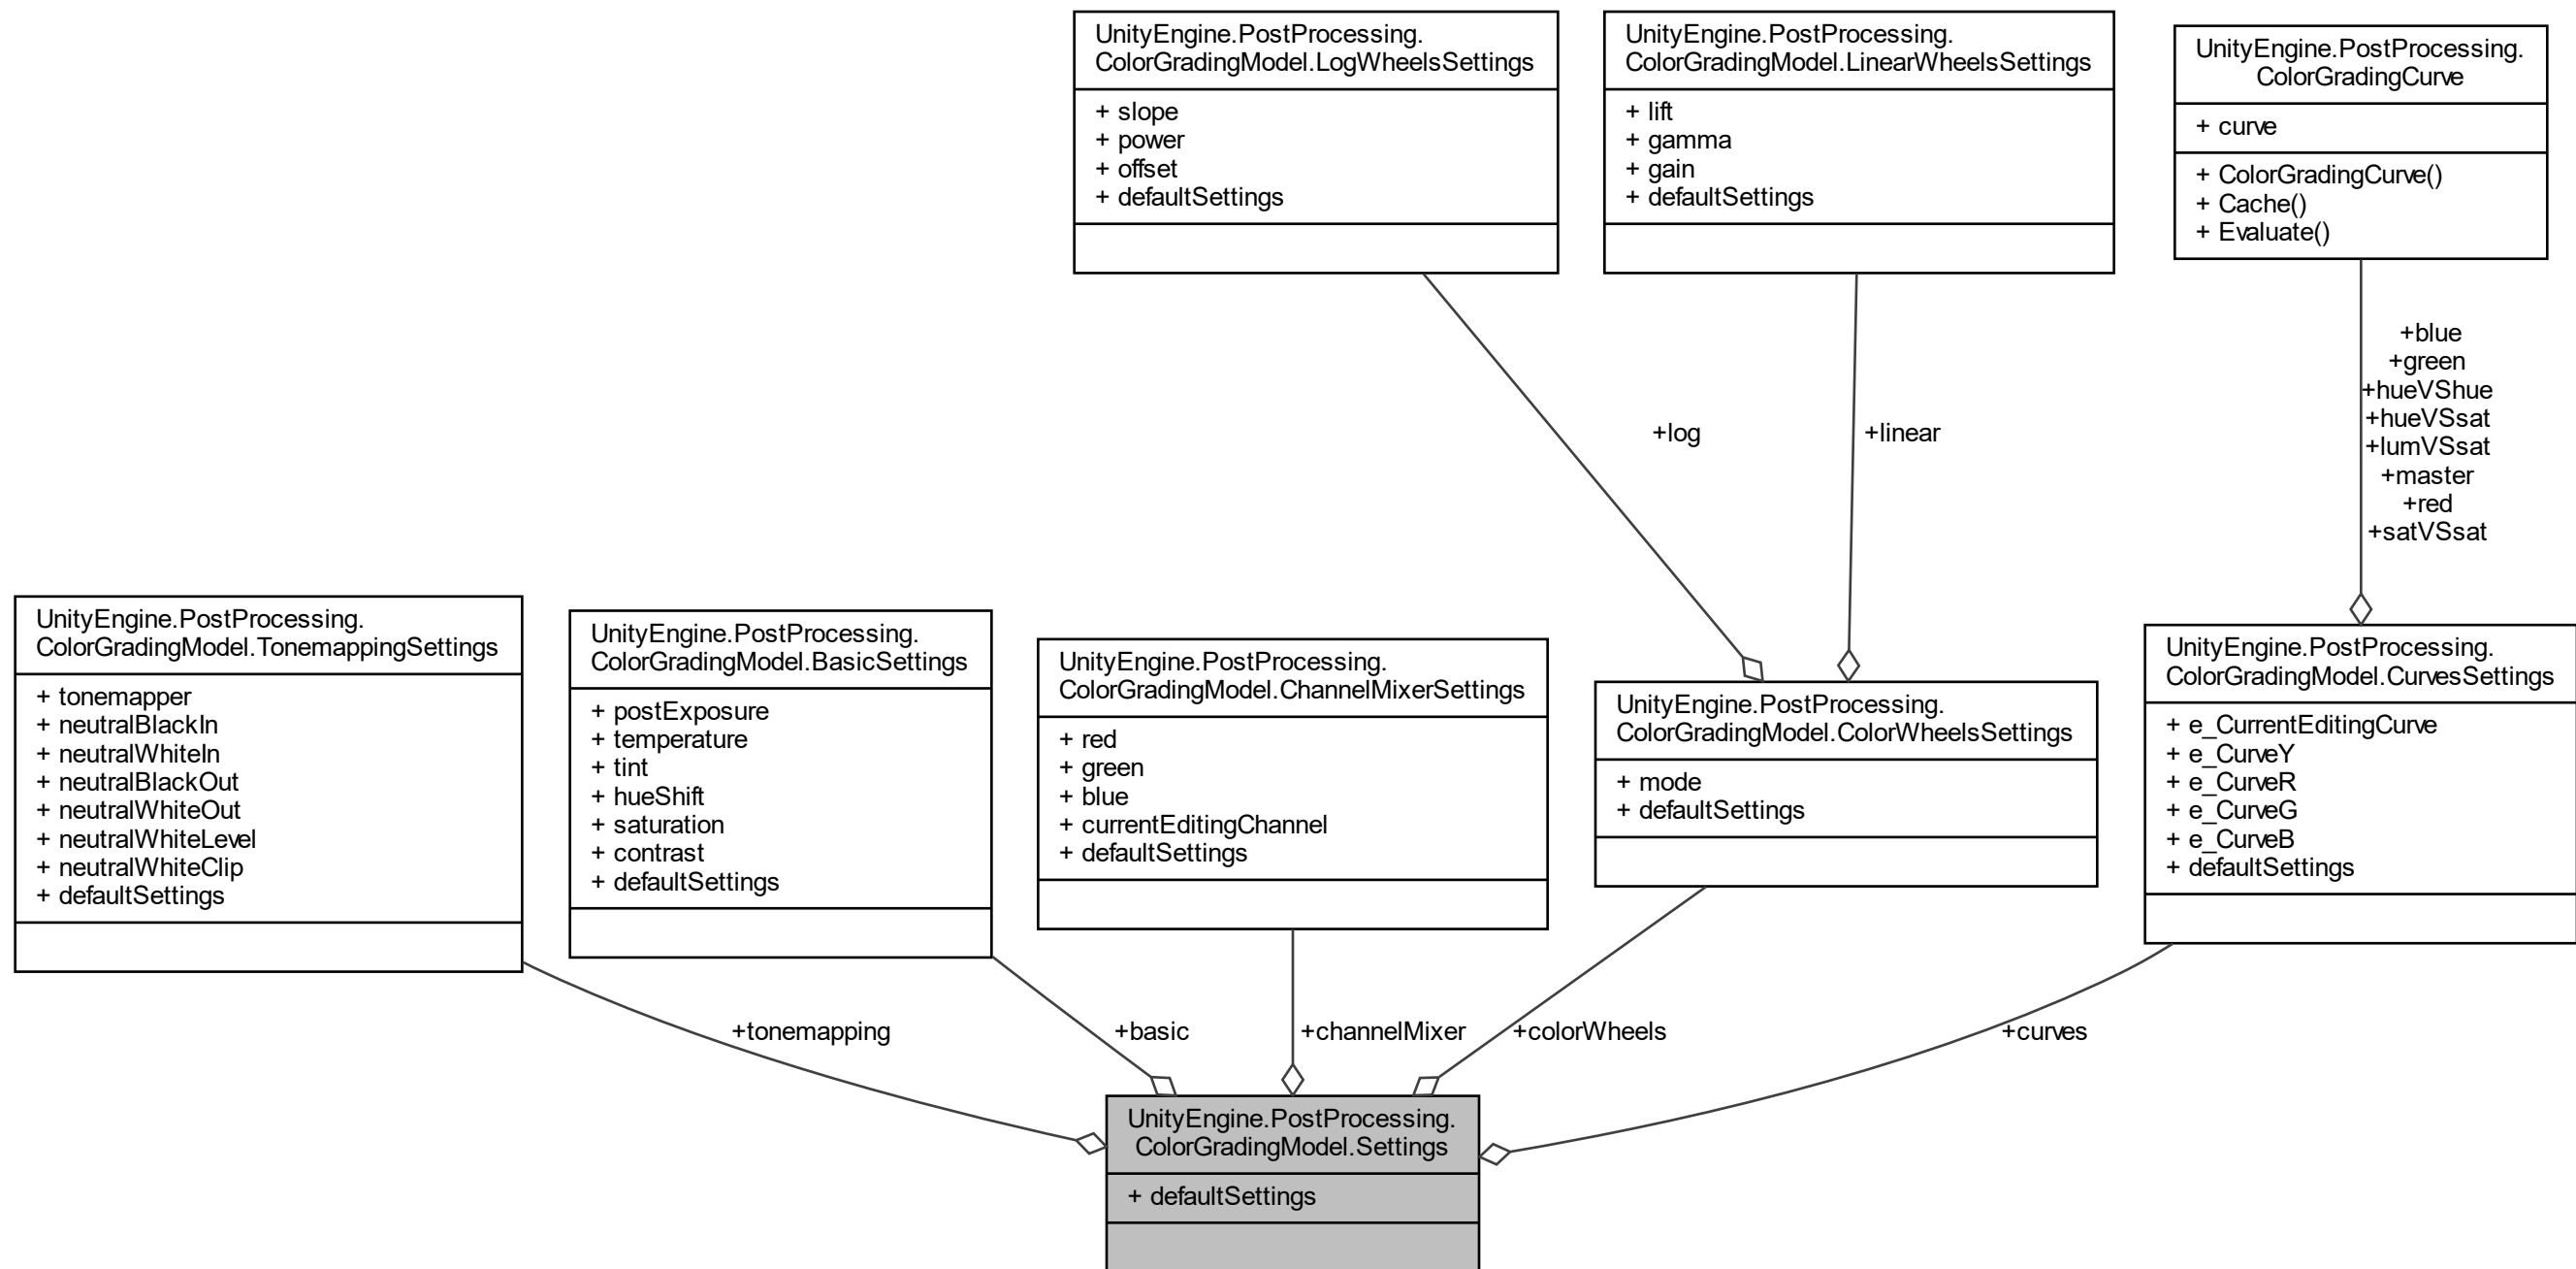 UnityEngine.PostProcessing.
ColorGradingModel.LogWheelsSettings
+ slope
+ power
+ offset
+ defaultSettings
UnityEngine.PostProcessing.
ColorGradingModel.LinearWheelsSettings
+ lift
+ gamma
+ gain
+ defaultSettings
UnityEngine.PostProcessing.
ColorGradingCurve
+ curve
+ ColorGradingCurve()
+ Cache()
+ Evaluate()
+log
+linear
+blue
+green
+hueVShue
+hueVSsat
+lumVSsat
+master
+red
+satVSsat
UnityEngine.PostProcessing.
ColorGradingModel.TonemappingSettings
+ tonemapper
+ neutralBlackIn
+ neutralWhiteIn
+ neutralBlackOut
+ neutralWhiteOut
+ neutralWhiteLevel
+ neutralWhiteClip
+ defaultSettings
UnityEngine.PostProcessing.
ColorGradingModel.BasicSettings
+ postExposure
+ temperature
+ tint
+ hueShift
+ saturation
+ contrast
+ defaultSettings
UnityEngine.PostProcessing.
ColorGradingModel.ChannelMixerSettings
+ red
+ green
+ blue
+ currentEditingChannel
+ defaultSettings
UnityEngine.PostProcessing.
ColorGradingModel.ColorWheelsSettings
+ mode
+ defaultSettings
UnityEngine.PostProcessing.
ColorGradingModel.CurvesSettings
+ e_CurrentEditingCurve
+ e_CurveY
+ e_CurveR
+ e_CurveG
+ e_CurveB
+ defaultSettings
+tonemapping
+basic
+channelMixer
+colorWheels
+curves
UnityEngine.PostProcessing.
ColorGradingModel.Settings
+ defaultSettings